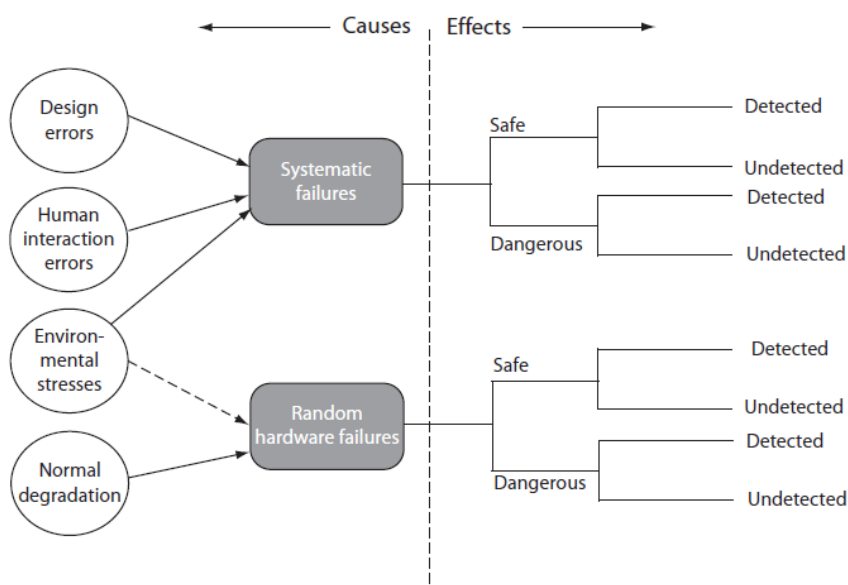 Causes
Effects
Design
errors
Human
interaction
errors
Environ-
mental
stresses
Normal
degradation
Systematic
failures
Random
hardware failures
Safe
Detected
Undetected
Dangerous
Detected
Undetected
Safe
Detected
Undetected
Dangerous
Detected
Undetected